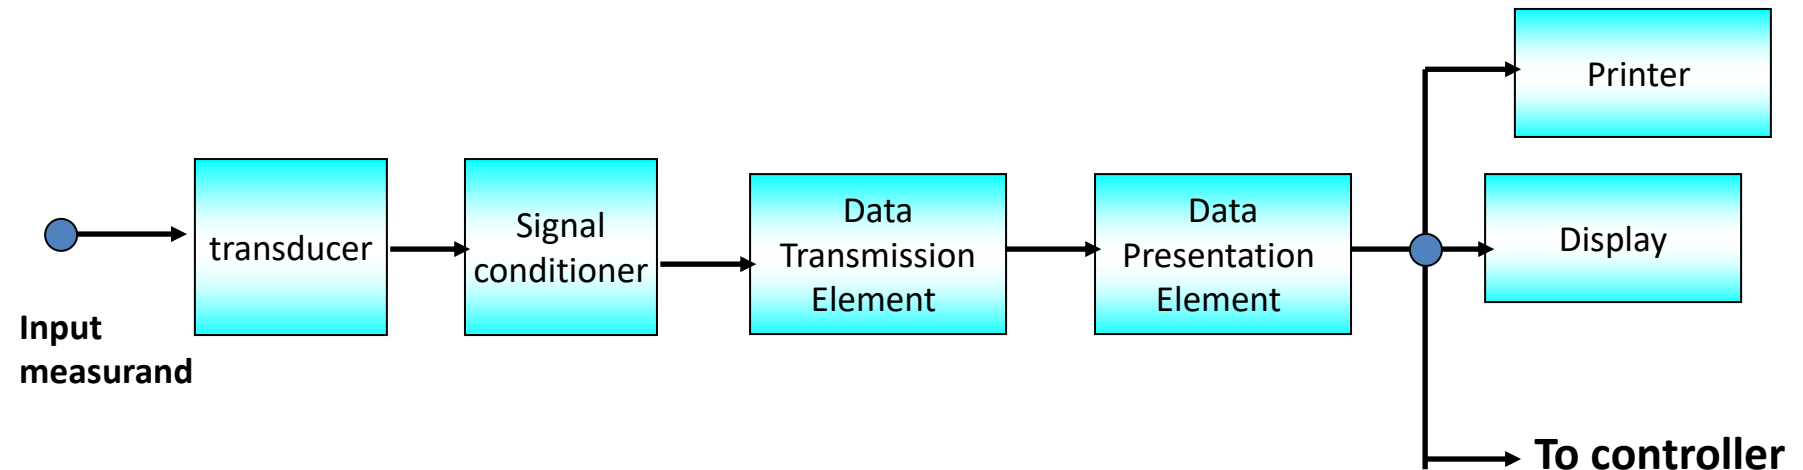 Input
measurand
transducer
Signal
conditioner
Data
Transmission
Element
Data
Presentation
Element
Printer
Display
To controller